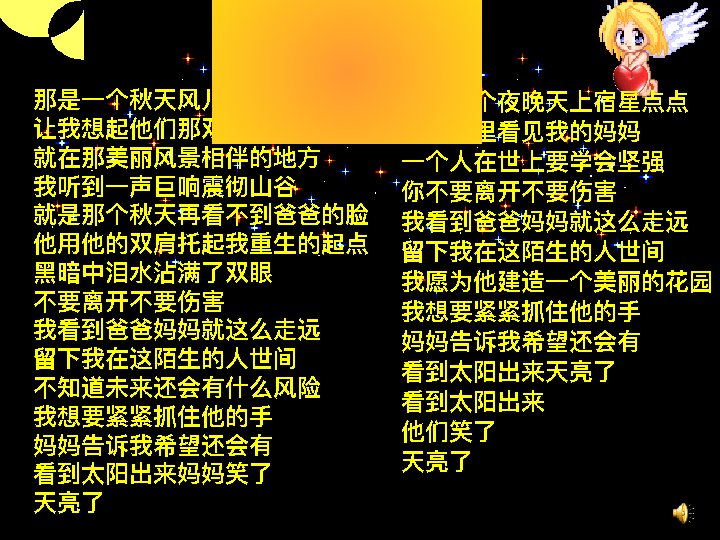 那是一个秋天风
让我想起他们那双
就在那美丽风景相伴的地方
我听到一声巨响震彻山谷
就是那个秋天再看不到爸爸的脸
他用他的双肩托起我重生的起点
黑暗中泪水沾满了双眼
不要离开不要伤害
我看到爸爸妈妈就这么走远
留下我在这陌生的人世间
不知道未来还会有什么风险
我想要紧紧抓住他的手
妈妈告诉我希望还会有
看到太阳出来妈妈笑了
天亮了
个夜晚天上宿星点点
里看见我的妈妈
一个人在世上要学会坚强
你不要离开不要伤害
我看到爸爸妈妈就这么走远
留下我在这陌生的人世间
我愿为他建造一个美丽的花园
我想要紧紧抓住他的手
妈妈告诉我希望还会有
看到太阳出来天亮了
看到太阳出来
他们笑了
天亮了